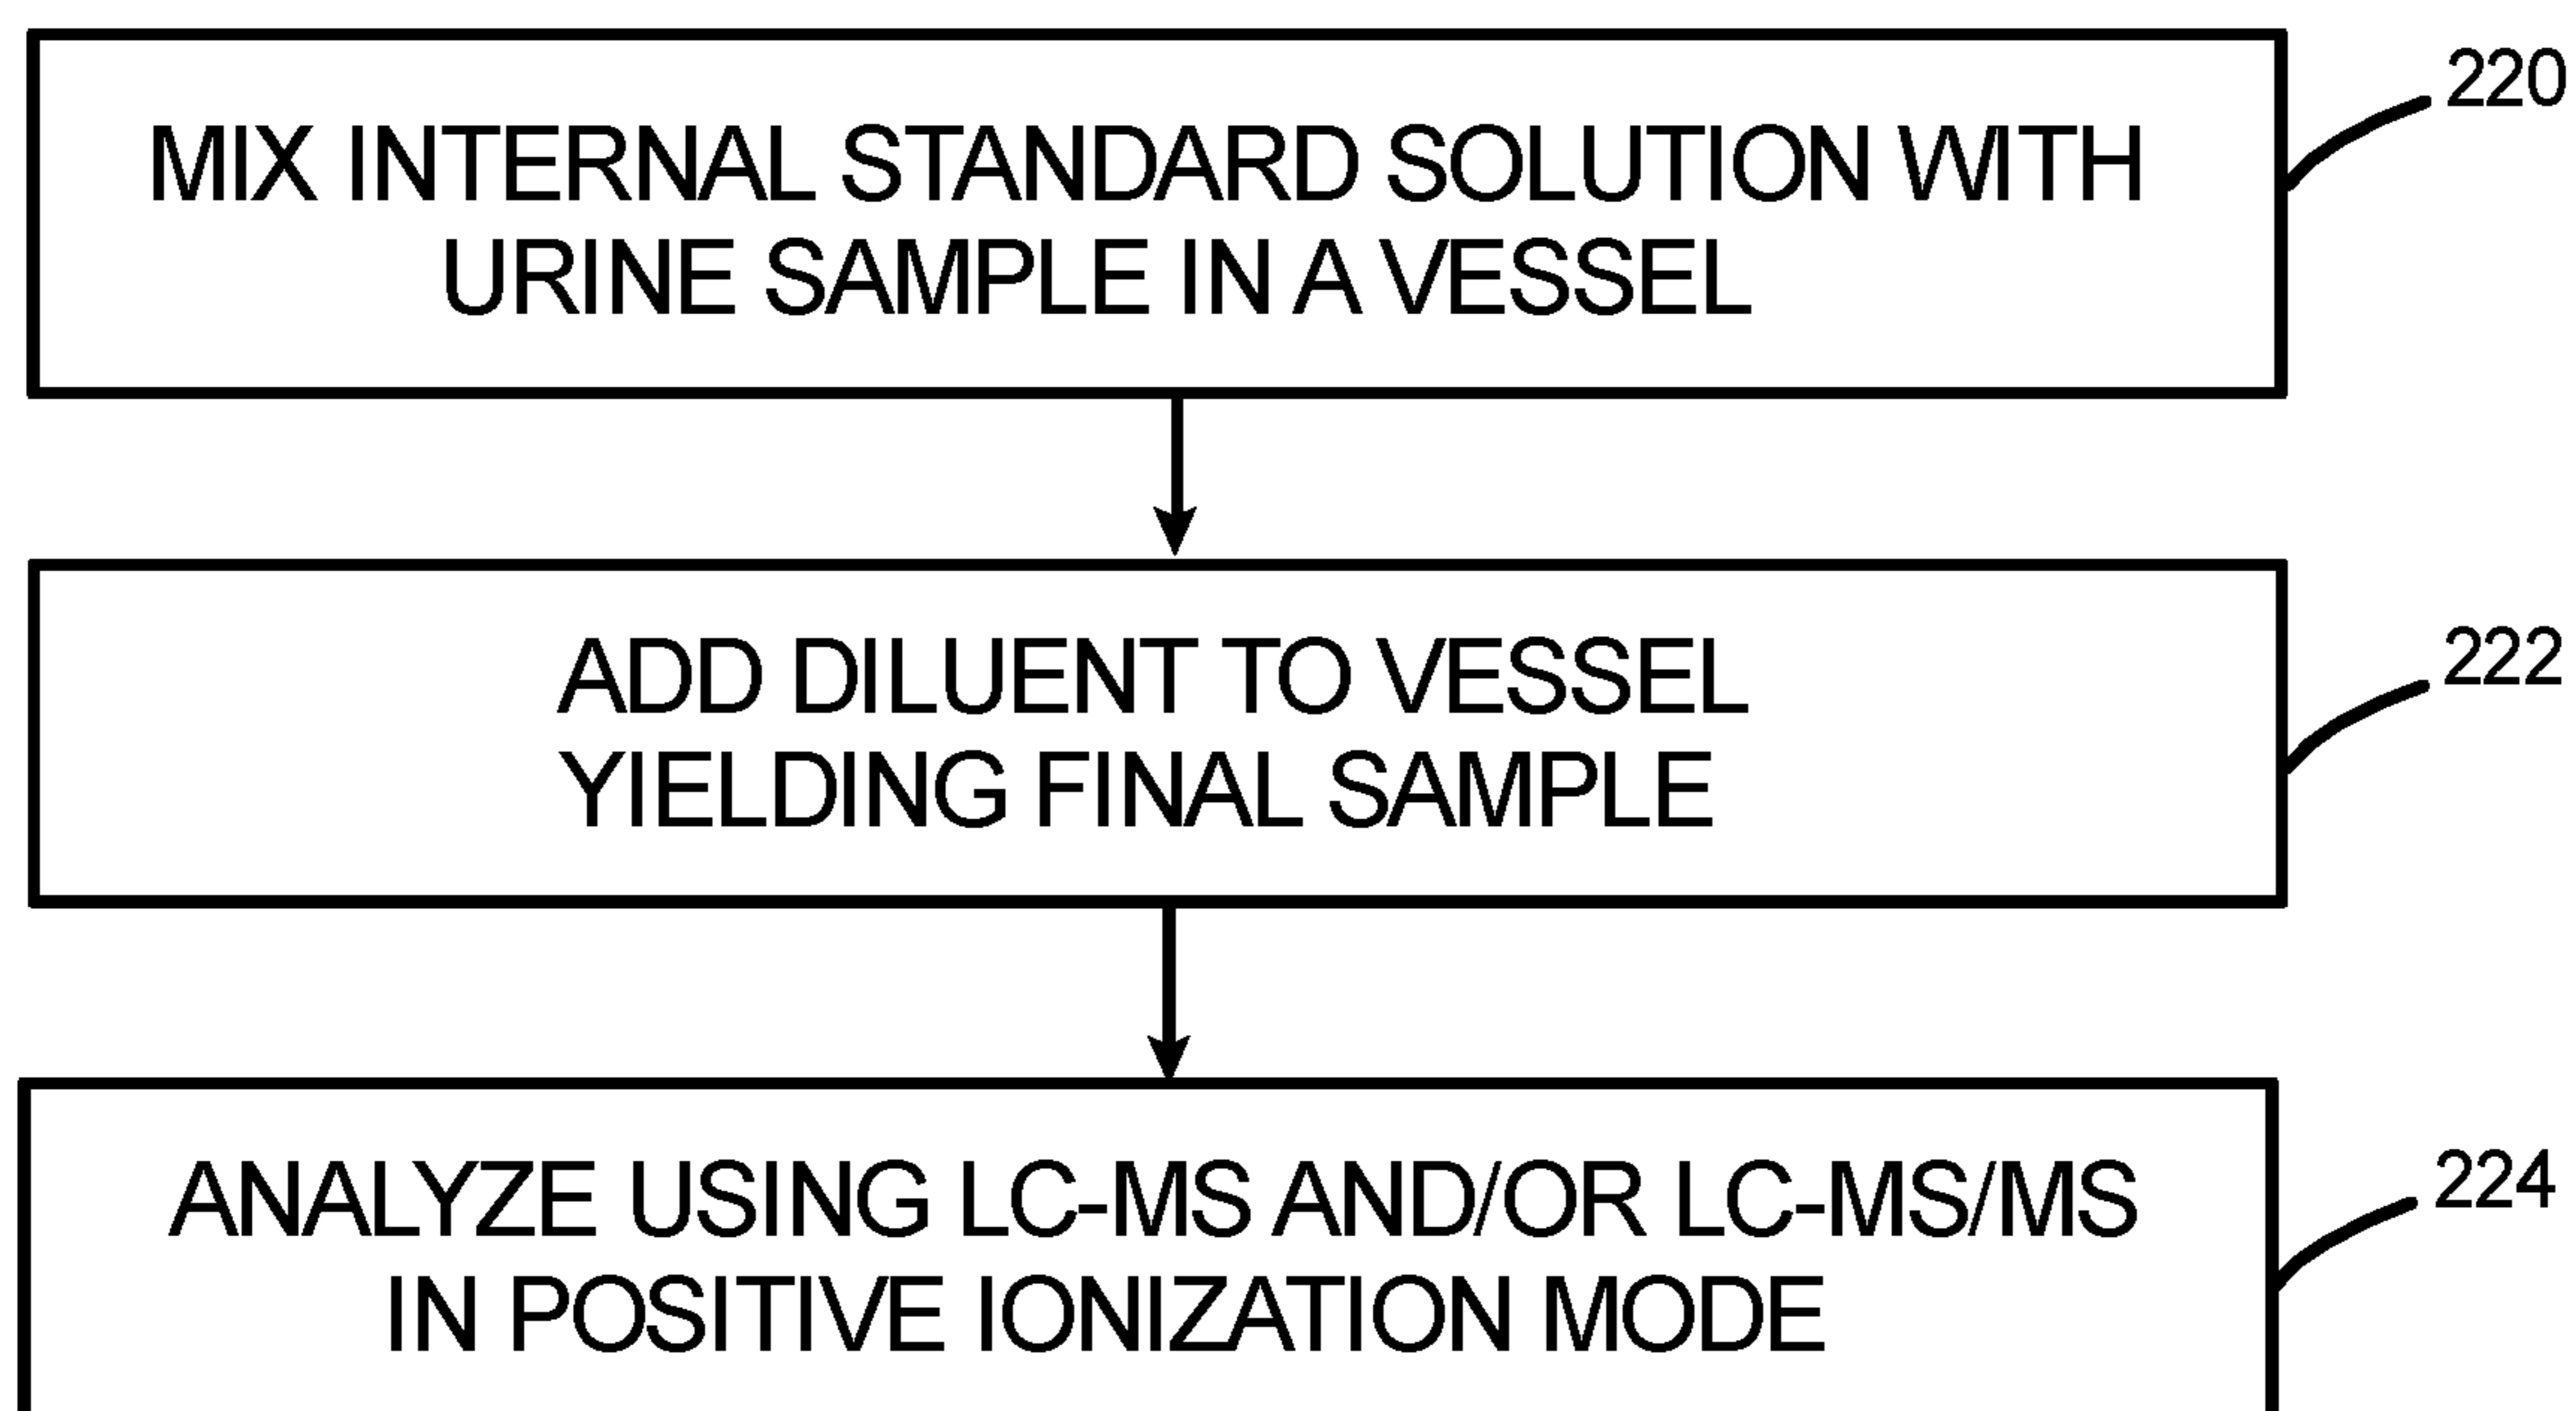 MIX INTERNAL STANDARD SOLUTION WITH
URINE SAMPLE IN A VESSEL
220
ADD DILUENT TO VESSEL
YIELDING FINAL SAMPLE
222
ANALYZE USING LC-MS AND/OR LC-MS/MS
IN POSITIVE IONIZATION MODE
224